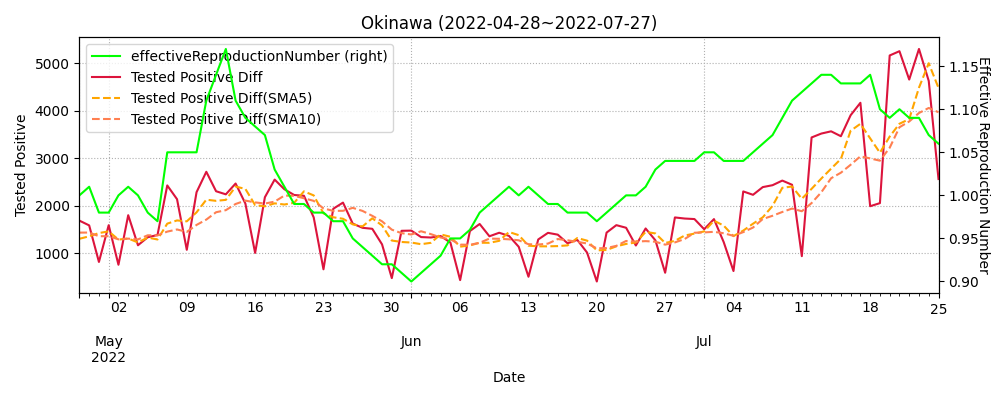 Okinawa (2022-04-28~2022-07-27)
effectiveReproductionNumber (right)
Tested Positive Diff
Tested Positive Diff(SMA5)
Tested Positive Diff(SMA10)
Tested Positive
5000
4000
3000
2000
1000
1.15
1.10
1.05
1.00
0.95
0.90
Effective Reproduction Number
02 09 16 23 30 06 13 20 27 04 11 18 25
May Jun Jul
2022
Date